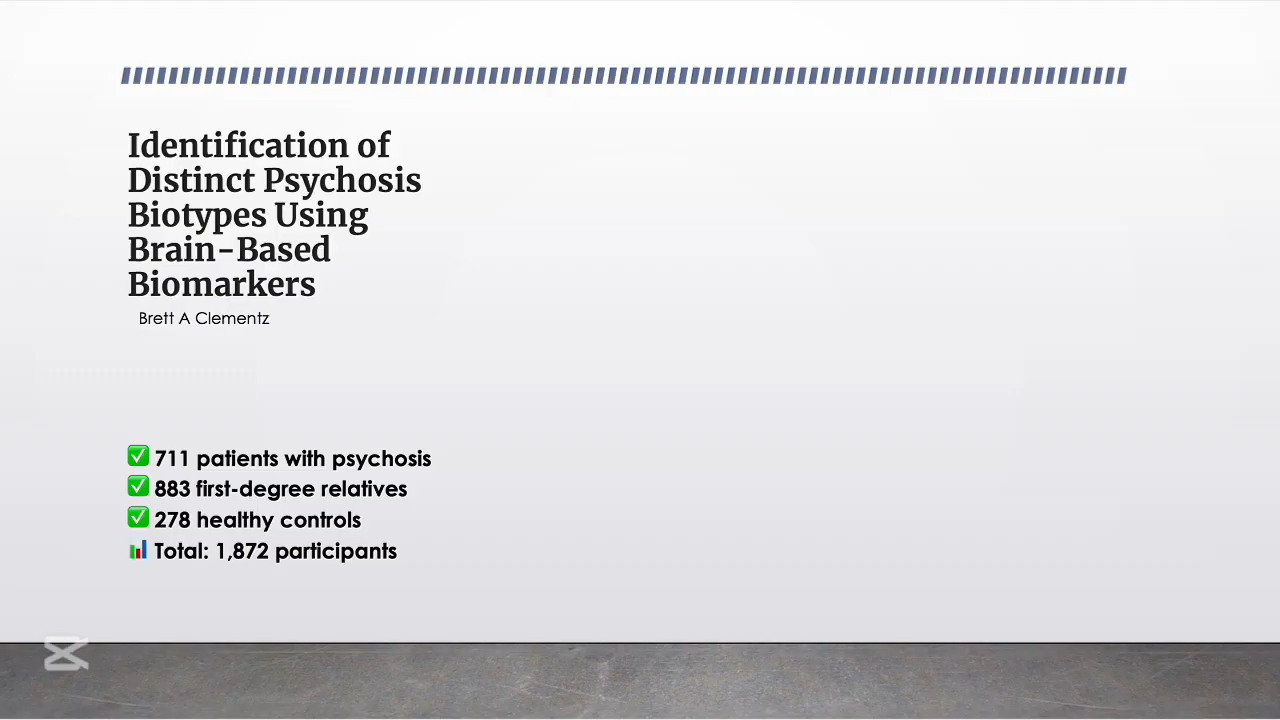 Identification of
Distinct Psychosis
Biotypes Using
Brain-Based
Biomarkers
Brett A Clementz
✅ 711 patients with psychosis
✅ 883 first-degree relatives
✅ 278 healthy controls
📊 Total: 1,872 participants